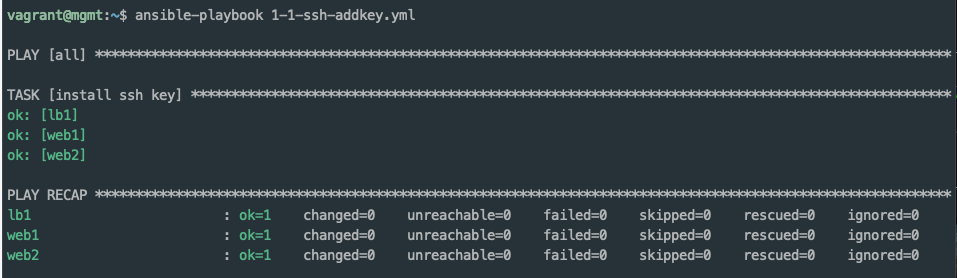 vagrant@mgmt:~$ ansible-playbook 1-1-ssh-addkey.yml
PLAY [all] *********************************************************************************************************
TASK [install ssh key] *********************************************************************************************
ok: [lb1]
ok: [web1]
ok: [web2]
PLAY RECAP *********************************************************************************************************
lb1 : ok=1 changed=0 unreachable=0 failed=0 skipped=0 rescued=0 ignored=0
web1 : ok=1 changed=0 unreachable=0 failed=0 skipped=0 rescued=0 ignored=0
web2 : ok=1 changed=0 unreachable=0 failed=0 skipped=0 rescued=0 ignored=0